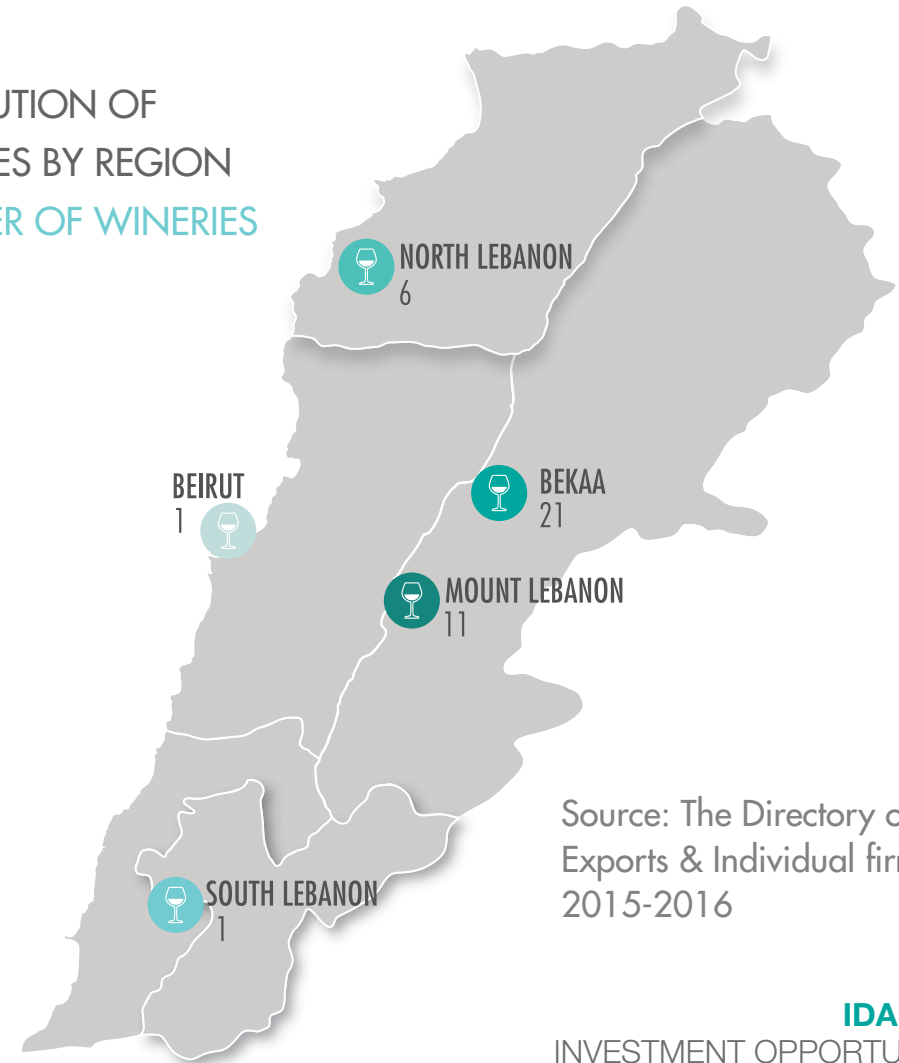 UTION OF
ES BY REGION
ER OF WINERIES
NORTH LEBANON
6
BEIRUT
1
BEKAA
21
MOUNT LEBANON
11
SOUTH LEBANON
1
Source: The Directory o
Exports & Individual fir
2015-2016
IDA
INVESTMENT OPPORTU